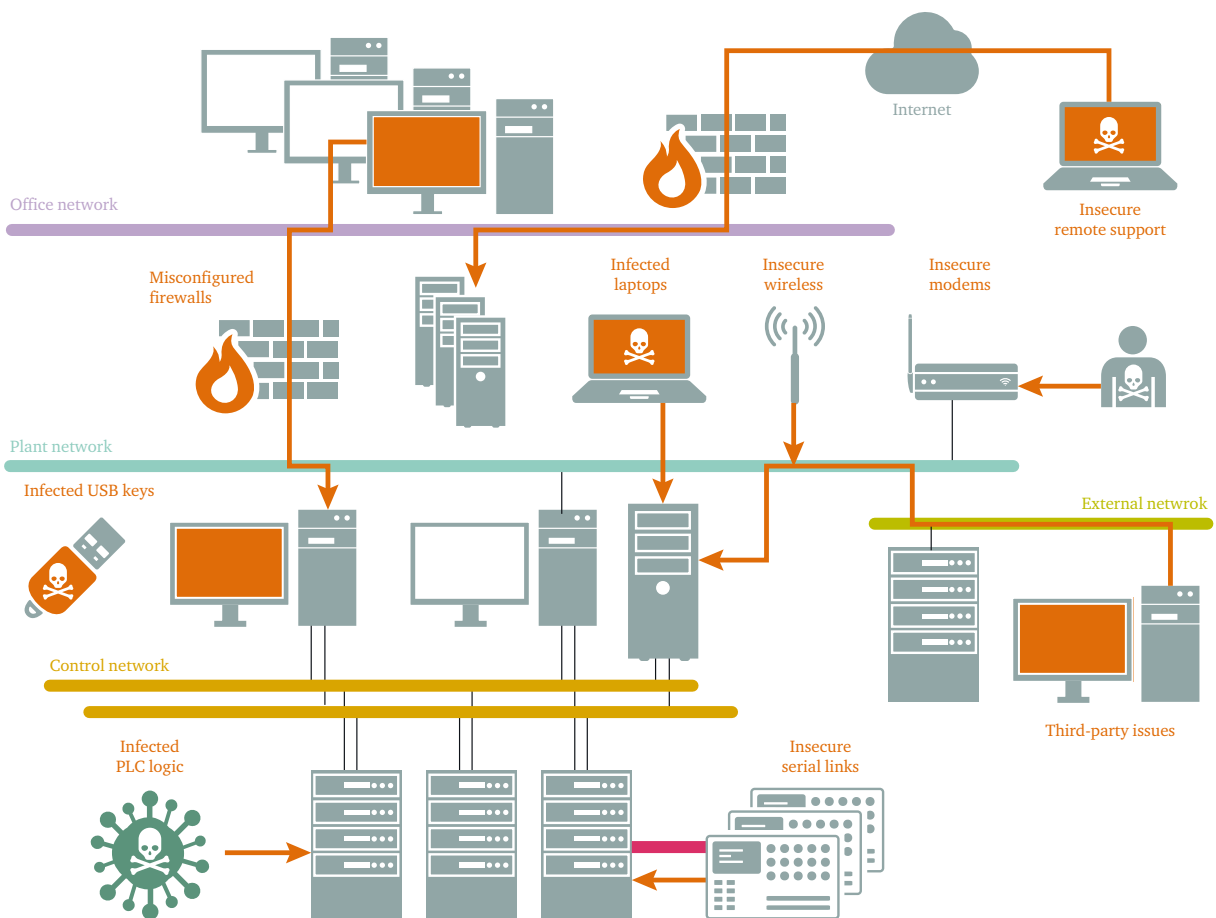 Internet
Insecure
remote support
Office network
Misconfigured
firewalls
Infected
laptops
Insecure
wireless
Insecure
modems
Plant network
Infected USB keys
External netwrok
Control network
Third-party issues
Infected
PLC logic
Insecure
serial links